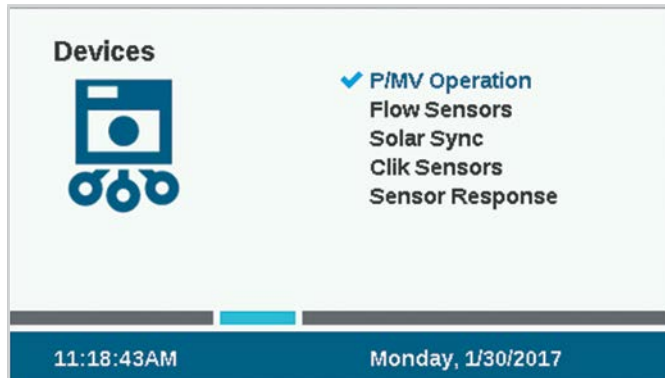 Devices
P/MV Operation
Flow Sensors
Solar Sync
Clik Sensors
Sensor Response
11:18:43AM
Monday, 1/30/2017